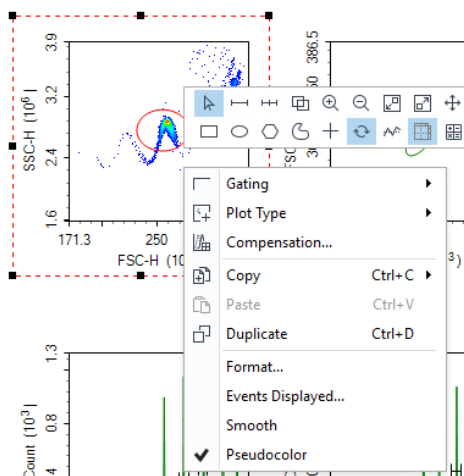 3.9
3.2
2.4
1.6
SSC-H (10⁶)
171.3
250
FSC-H (10
386.5
FSC
3)
Gating
Plot Type
Compensation...
Copy Ctrl+C
Paste Ctrl+V
Duplicate Ctrl+D
Format...
Events Displayed...
Smooth
Pseudocolor
1.3
0.8
Count (10³)